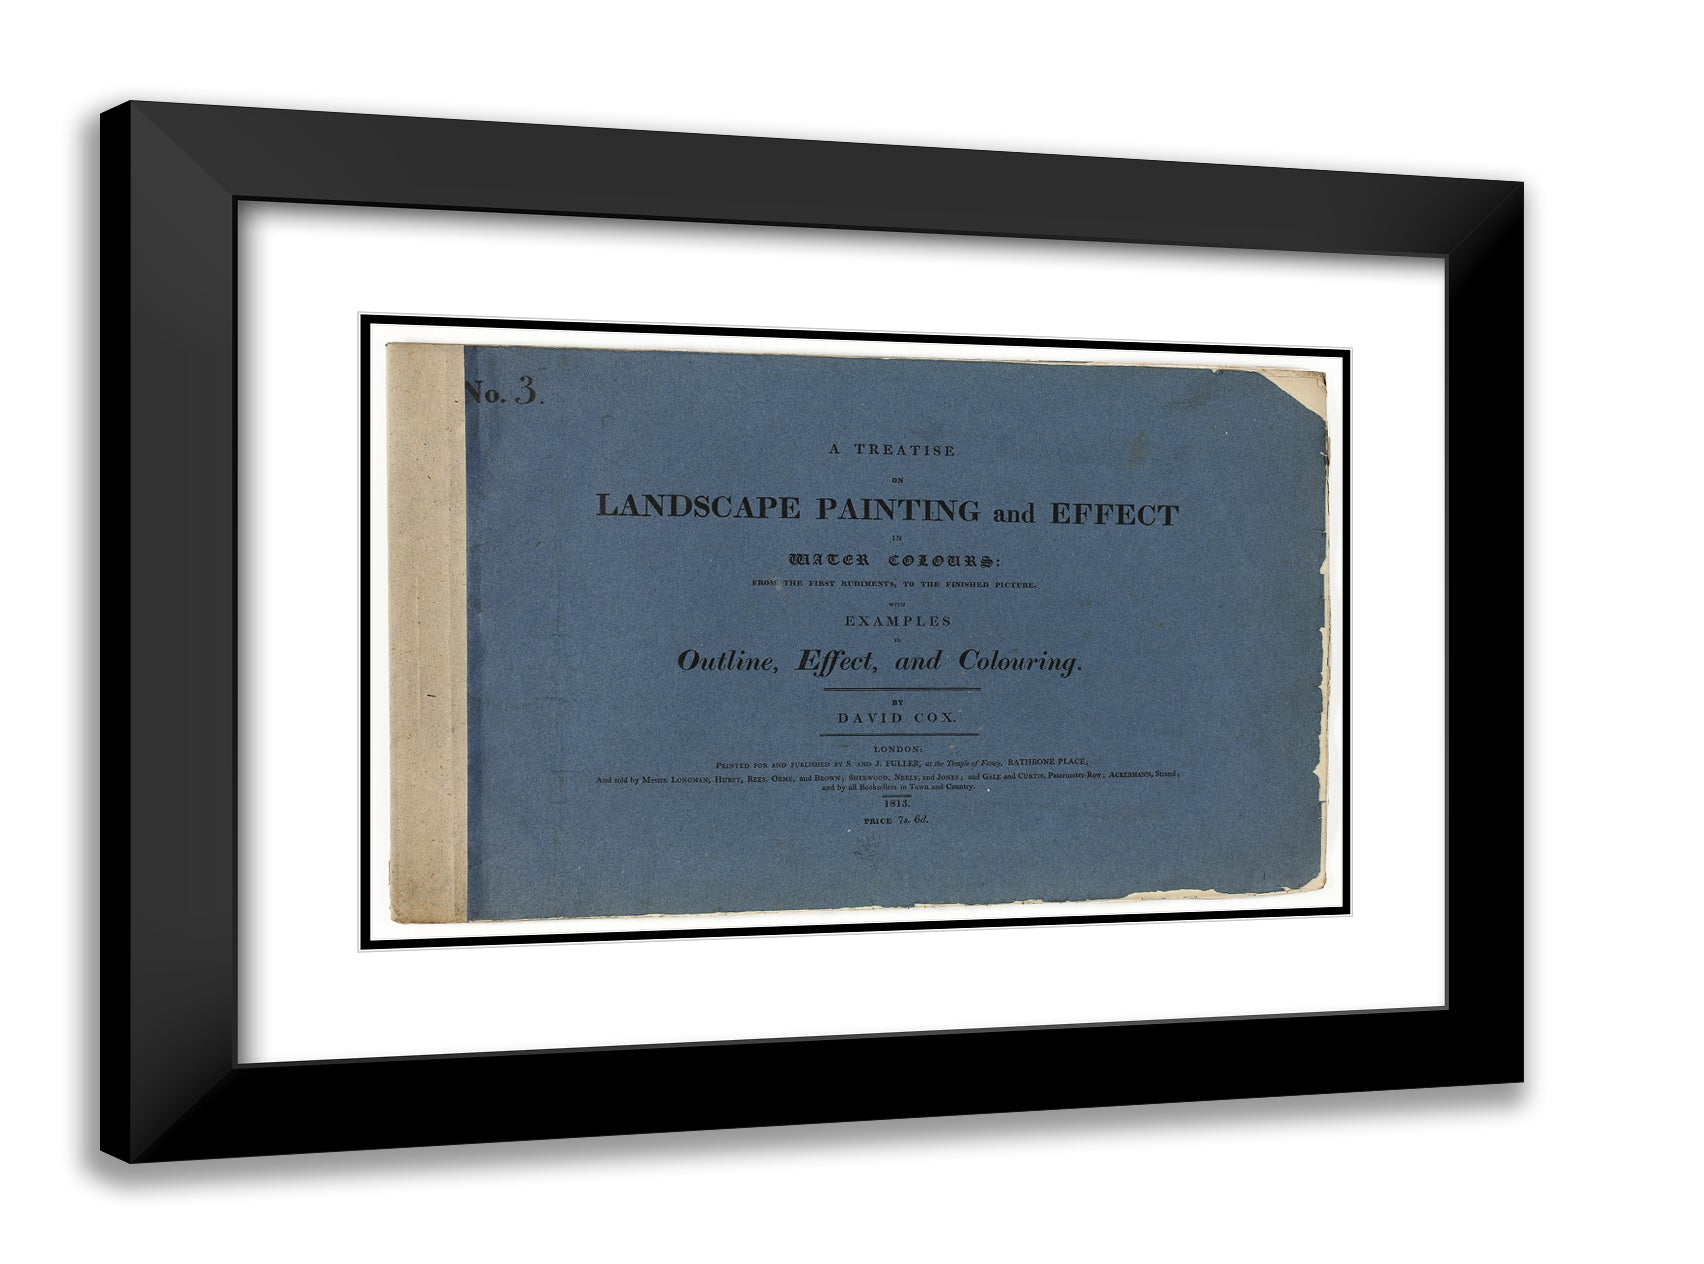 No. 3.
A TREATISE
ON
LANDSCAPE PAINTING and EFFECT
IN
WATER COLOURS:
FROM THE FIRST RUDIMENTS, TO THE FINISHED PICTURE.
WITH
EXAMPLES
IN
Outline, Effect, and Colouring.
BY
DAVID COX.
LONDON:
PRINTED FOR AND PUBLISHED BY S. AND J. FULLER, at the Temple of Fancy, RATHBONE PLACE;
And sold by Messrs. LONGMAN, HURST, REES, ORME, and BROWN; SHERWOOD, NEELY, and JONES; and GALE and CURTIS, Paternoster-Row; ACKERMANN, Strand;
and by all Booksellers in Town and Country.
1813.
PRICE 7s. 6d.